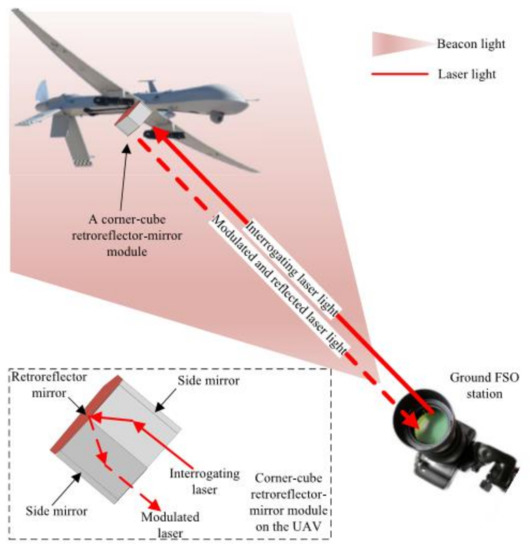 Beacon light
Laser light
A corner-cube
retroreflector-mirror
module
Interrogating laser light
Modulated and reflected laser light
Ground FSO
station
Retroreflector
mirror
Side mirror
Interrogating
laser
Side mirror
Modulated
laser
Corner-cube
retroreflector-
mirror module
on the UAV